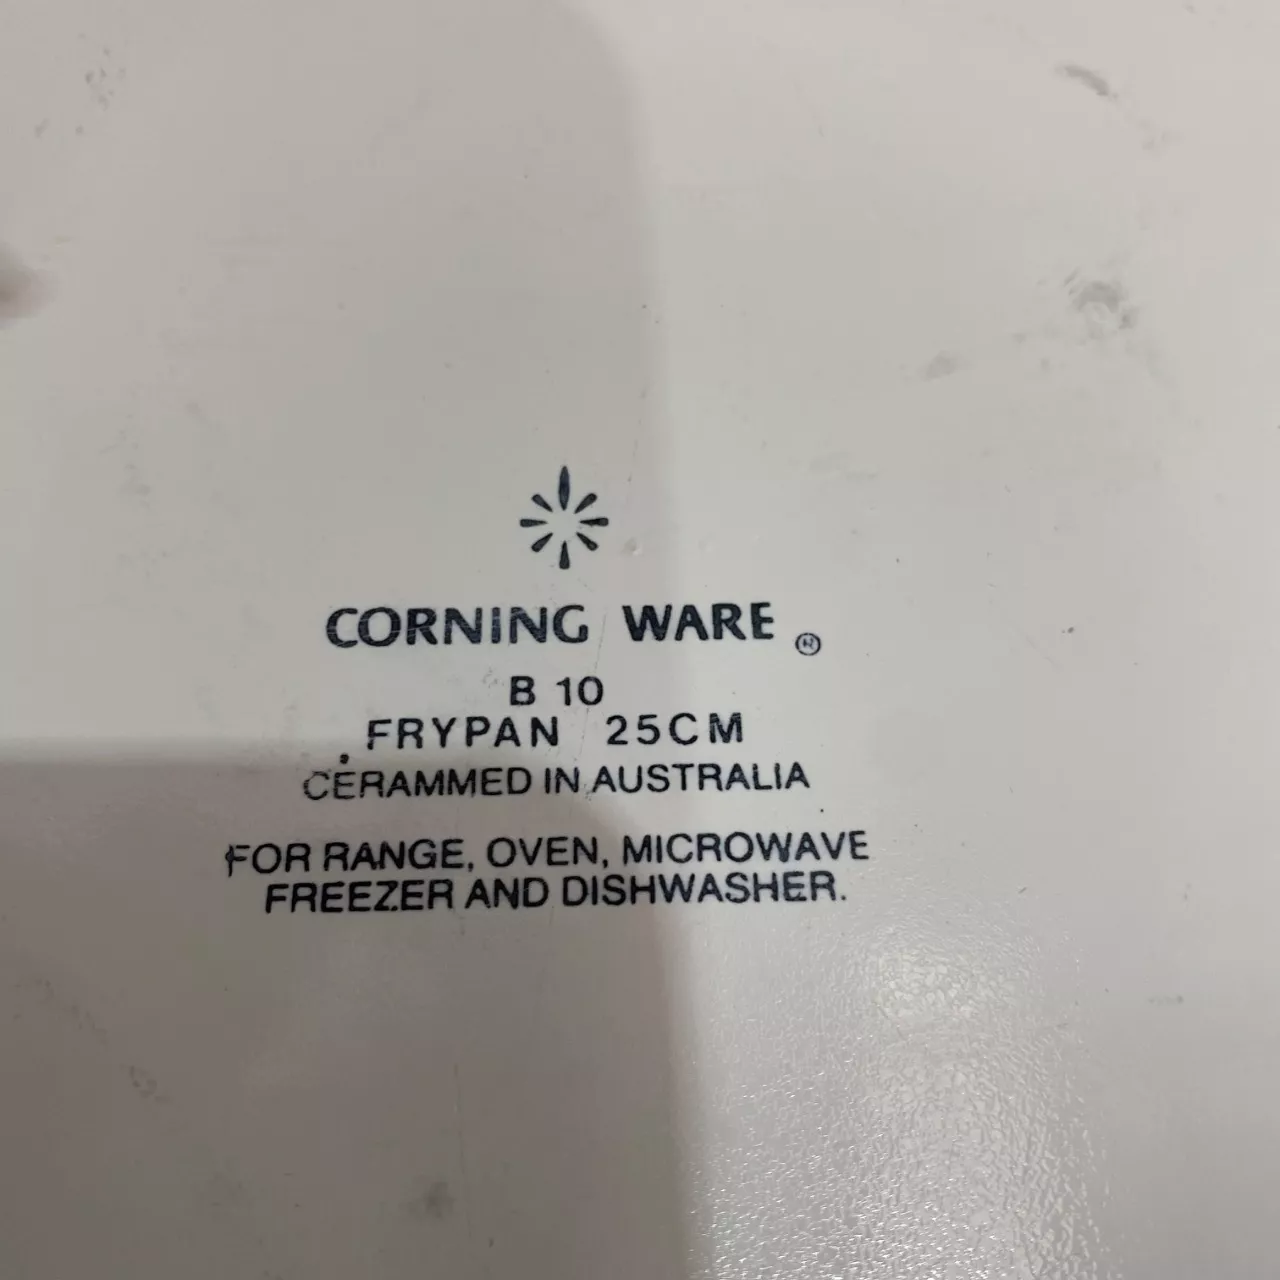 CORNING WARE ®
B 10
FRYPAN 25CM
CERAMMED IN AUSTRALIA
FOR RANGE, OVEN, MICROWAVE
FREEZER AND DISHWASHER.